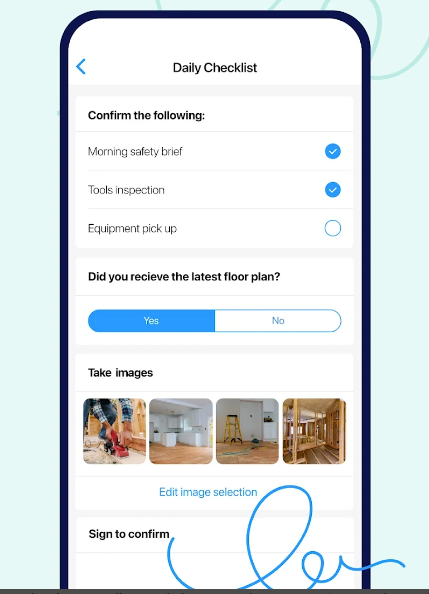 Daily Checklist
Confirm the following:
Morning safety brief
Tools inspection
Equipment pick up
Did you recieve the latest floor plan?
Yes No
Take images
Edit image selection
Sign to confirm